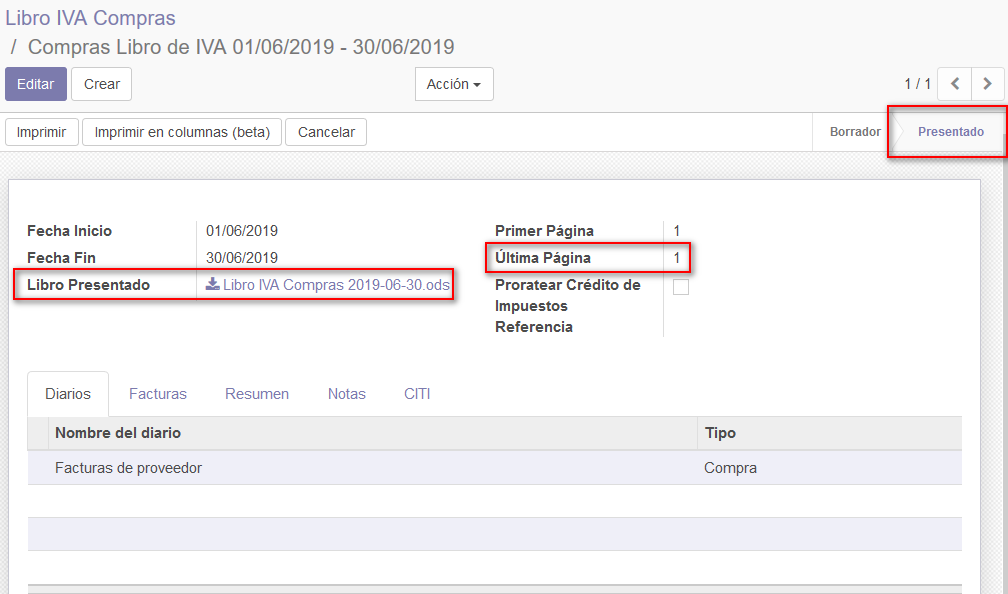 Libro IVA Compras
/ Compras Libro de IVA 01/06/2019 - 30/06/2019
Editar Crear Acción 1 / 1
Imprimir Imprimir en columnas (beta) Cancelar Borrador Presentado
Fecha Inicio 01/06/2019 Primer Página 1
Fecha Fin 30/06/2019 Última Página 1
Libro Presentado Libro IVA Compras 2019-06-30.ods Proratear Crédito de
Impuestos
Referencia
Diarios Facturas Resumen Notas CITI
Nombre del diario Tipo
Facturas de proveedor Compra